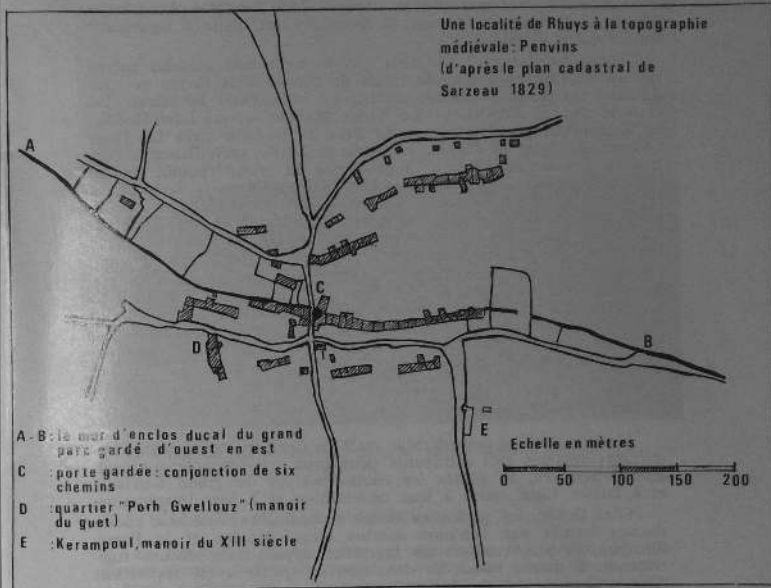 Une localité de Rhuys à la topographie
médiévale: Penvins
(d'après le plan cadastral de
Sarzeau 1829)
A
C
D
B
E
A-B: le mur d'enclos ducal du grand
parc gardé d'ouest en est
C :porte gardée: conjonction de six
chemins
D :quartier "Porh Gwellouz" (manoir
du guet)
E :Kerampoul, manoir du XIII siècle
Echelle en mètres
0 50 100 150 200